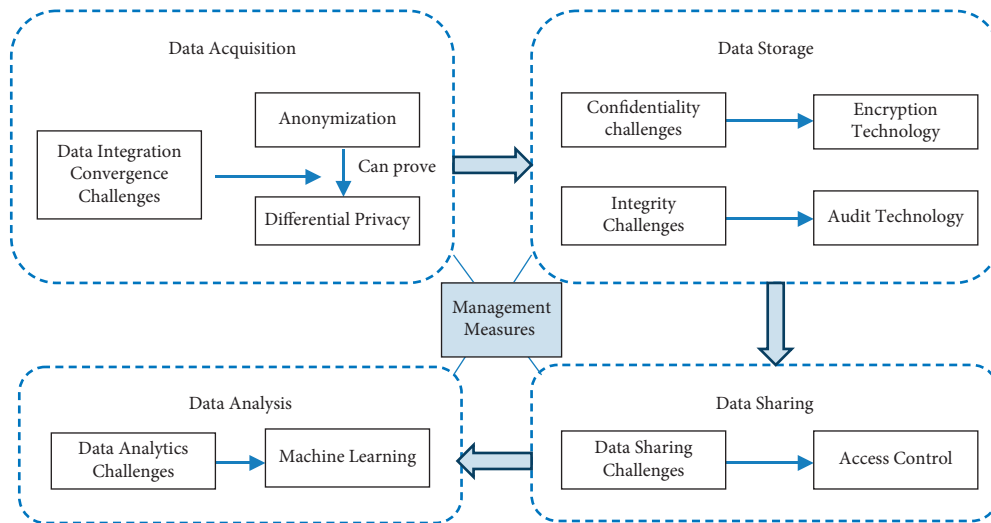 Data Acquisition
Anonymization
Data Integration
Convergence
Challenges
Can prove
Differential Privacy
Data Storage
Confidentiality
challenges
Encryption
Technology
Integrity
Challenges
Audit Technology
Management
Measures
Data Analysis
Data Analytics
Challenges
Machine Learning
Data Sharing
Data Sharing
Challenges
Access Control